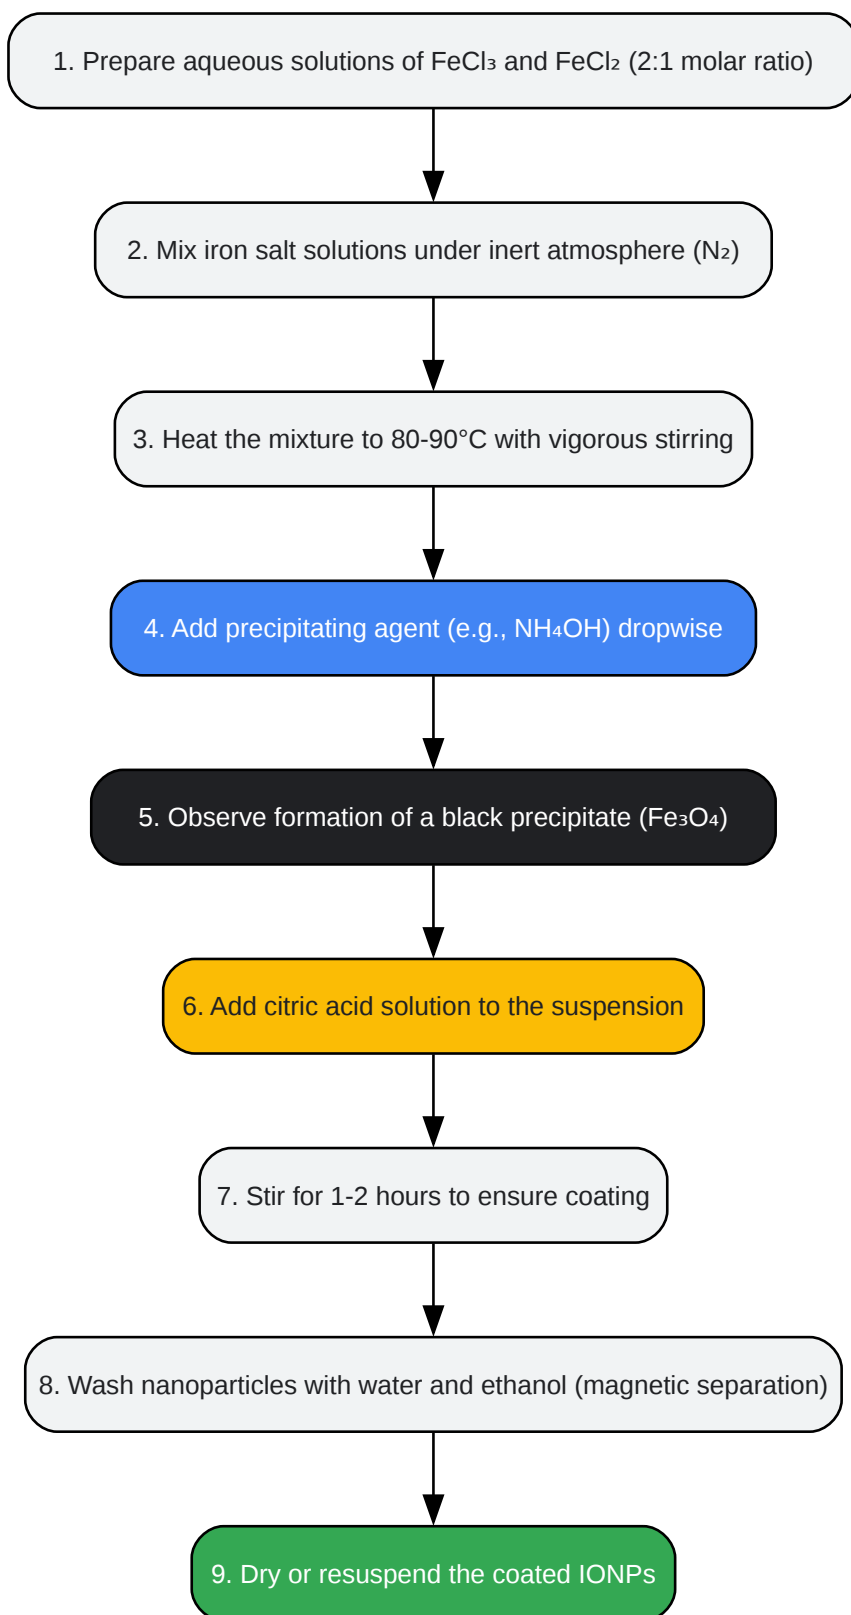 1. Prepare aqueous solutions of FeCl₃ and FeCl₂ (2:1 molar ratio)
2. Mix iron salt solutions under inert atmosphere (N₂)
3. Heat the mixture to 80-90°C with vigorous stirring
4. Add precipitating agent (e.g., NH₄OH) dropwise
5. Observe formation of a black precipitate (Fe₃O₄)
6. Add citric acid solution to the suspension
7. Stir for 1-2 hours to ensure coating
8. Wash nanoparticles with water and ethanol (magnetic separation)
9. Dry or resuspend the coated IONPs